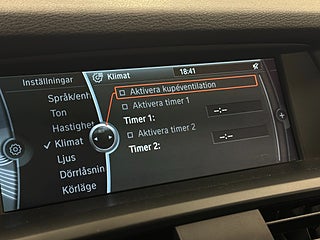 Inställningar
Klimat
18:41
Språk/enh
Ton
Hastighet
Klimat
Ljus
Dörrlåsnin
Körläge
Aktivera kupéventilation
Aktivera timer 1
Timer 1:
--:--
Aktivera timer 2
Timer 2:
--:--